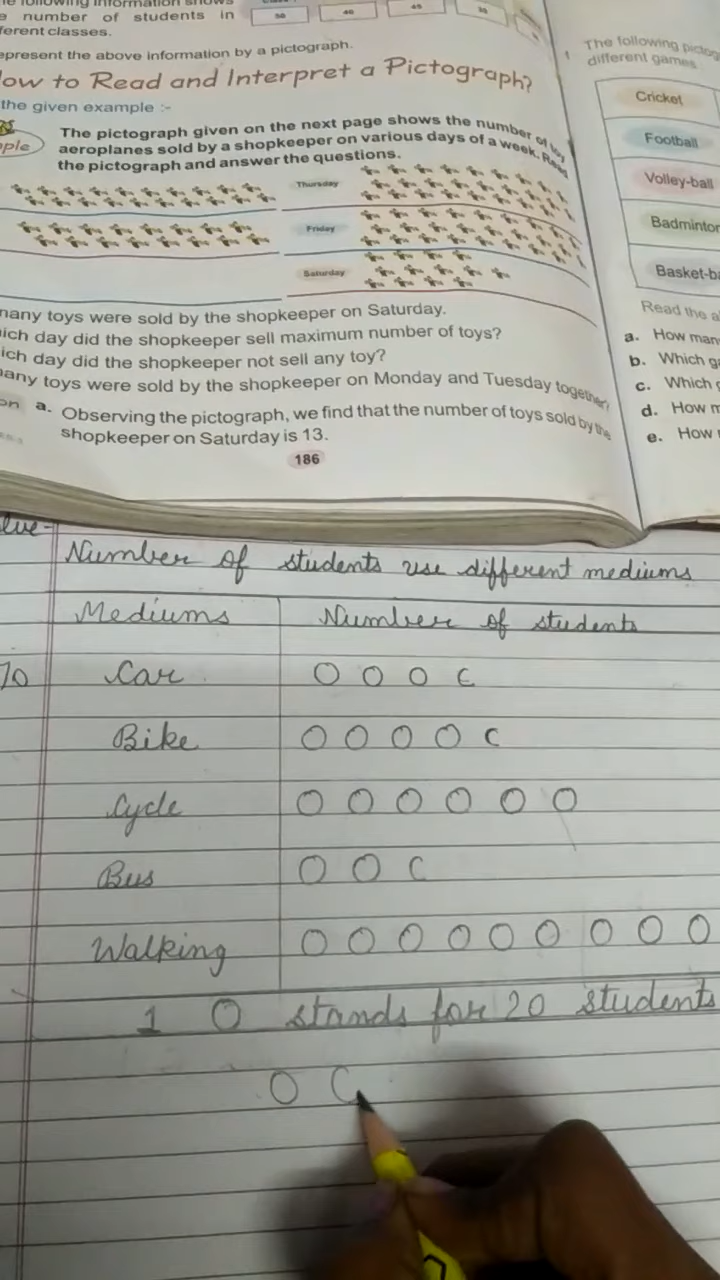 number of students in
classes.
50
40
45
represent the above information by a pictograph.
How to Read and Interpret a Pictograph?
the given example :-
The pictograph given on the next page shows the number of toy
aeroplanes sold by a shopkeeper on various days of a week. Read
the pictograph and answer the questions.
Thursday
Friday
Saturday
many toys were sold by the shopkeeper on Saturday.
ich day did the shopkeeper sell maximum number of toys?
ich day did the shopkeeper not sell any toy?
many toys were sold by the shopkeeper on Monday and Tuesday together?
on a. Observing the pictograph, we find that the number of toys sold by the
shopkeeper on Saturday is 13.
186
The following
different games
Cricket
Football
Volley-ball
Badminton
Basket-ba
Read the a
a. How man
b. Which g
c. Which
d. How m
e. How
Number of students use different mediums
Mediums Number of students
10 Car O O O C
Bike O O O O C
Cycle O O O O O O
Bus O O C
Walking O O O O O O O O O
1 O stands for 20 students
O C